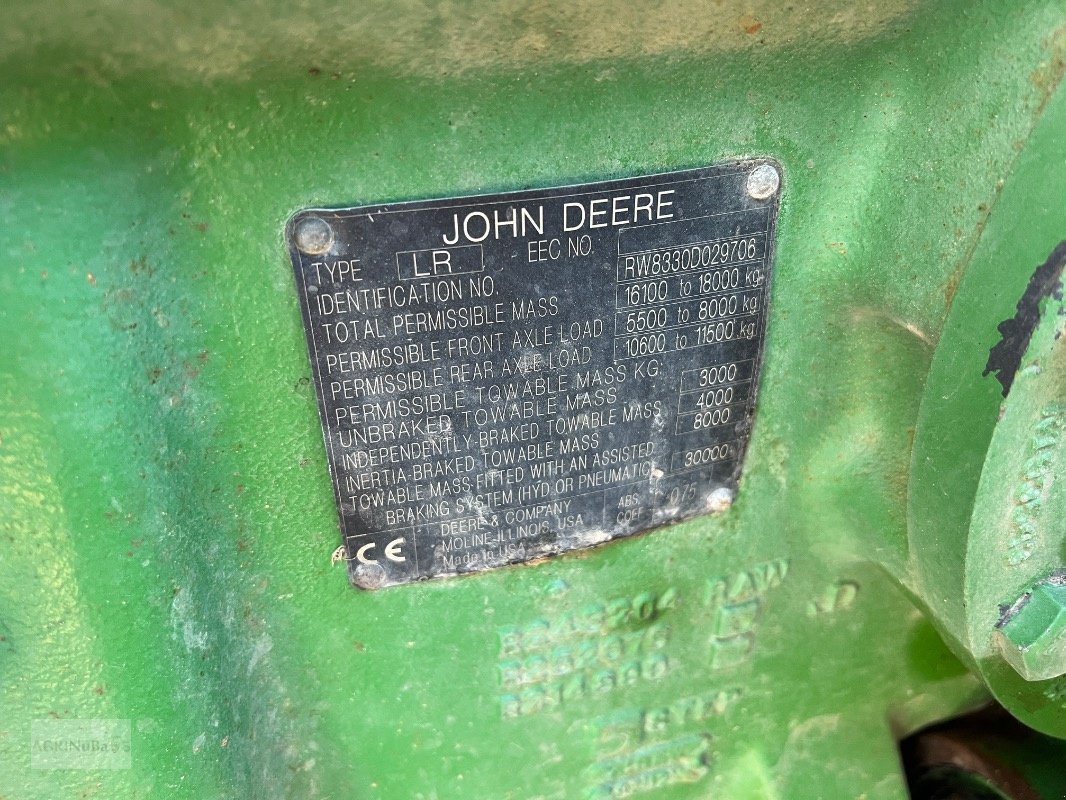 JOHN DEERE
TYPE LR EEC NO.
IDENTIFICATION NO. RW8330D029706
TOTAL PERMISSIBLE MASS 16100 to 18000 kg
PERMISSIBLE FRONT AXLE LOAD 5500 to 8000 kg
PERMISSIBLE REAR AXLE LOAD 10600 to 11500 kg
PERMISSIBLE TOWABLE MASS KG:
UNBRAKED TOWABLE MASS 3000
INDEPENDENTLY-BRAKED TOWABLE MASS 4000
INERTIA-BRAKED TOWABLE MASS 8000
TOWABLE MASS FITTED WITH AN ASSISTED
BRAKING SYSTEM (HYD OR PNEUMATIC) 30000
CE DEERE & COMPANY ABS. 075
MOLINE-ILLINOIS, USA COEF
Made in USA
RAW JD